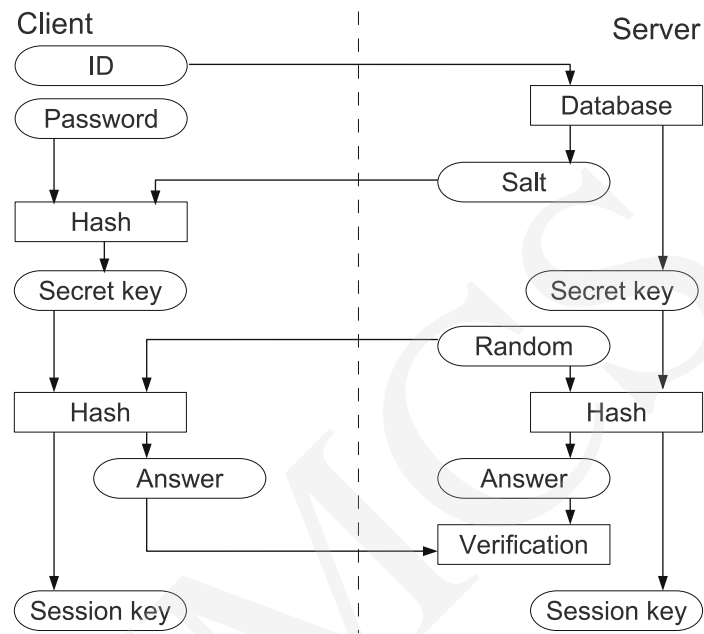 Client
Server
ID
Password
Database
Salt
Hash
Secret key
Secret key
Random
Hash
Hash
Answer
Answer
Verification
Session key
Session key
MCS